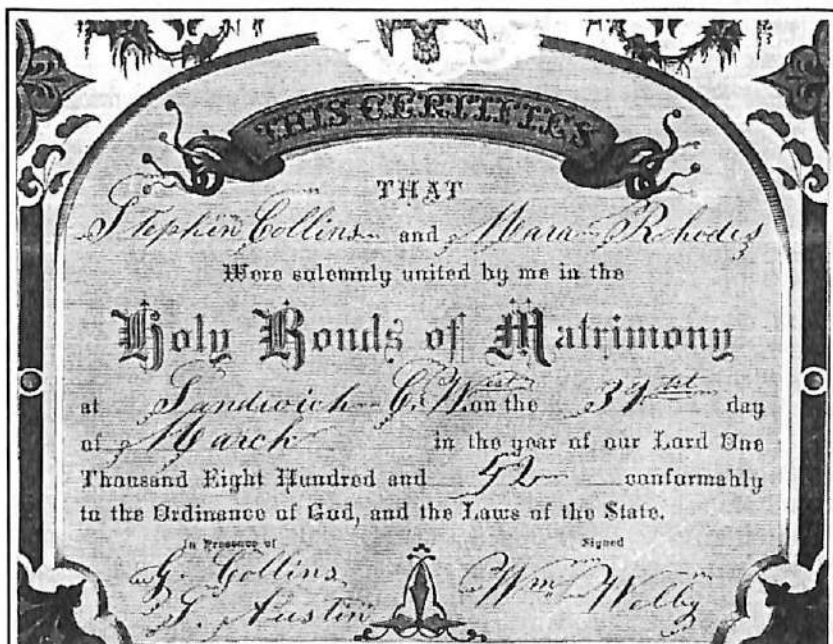 THIS CERTIFIES
THAT
Stephen Collins and Mara Rohodes
Were solemnly united by me in the
Holy Bonds of Matrimony
at Sandwich C. West on the 31st day
of March in the year of our Lord One
Thousand Eight Hundred and 52 conformably
to the Ordinance of God, and the Laws of the State.
In Presence of Signed
G. Collins Wm Welby
T. Austin